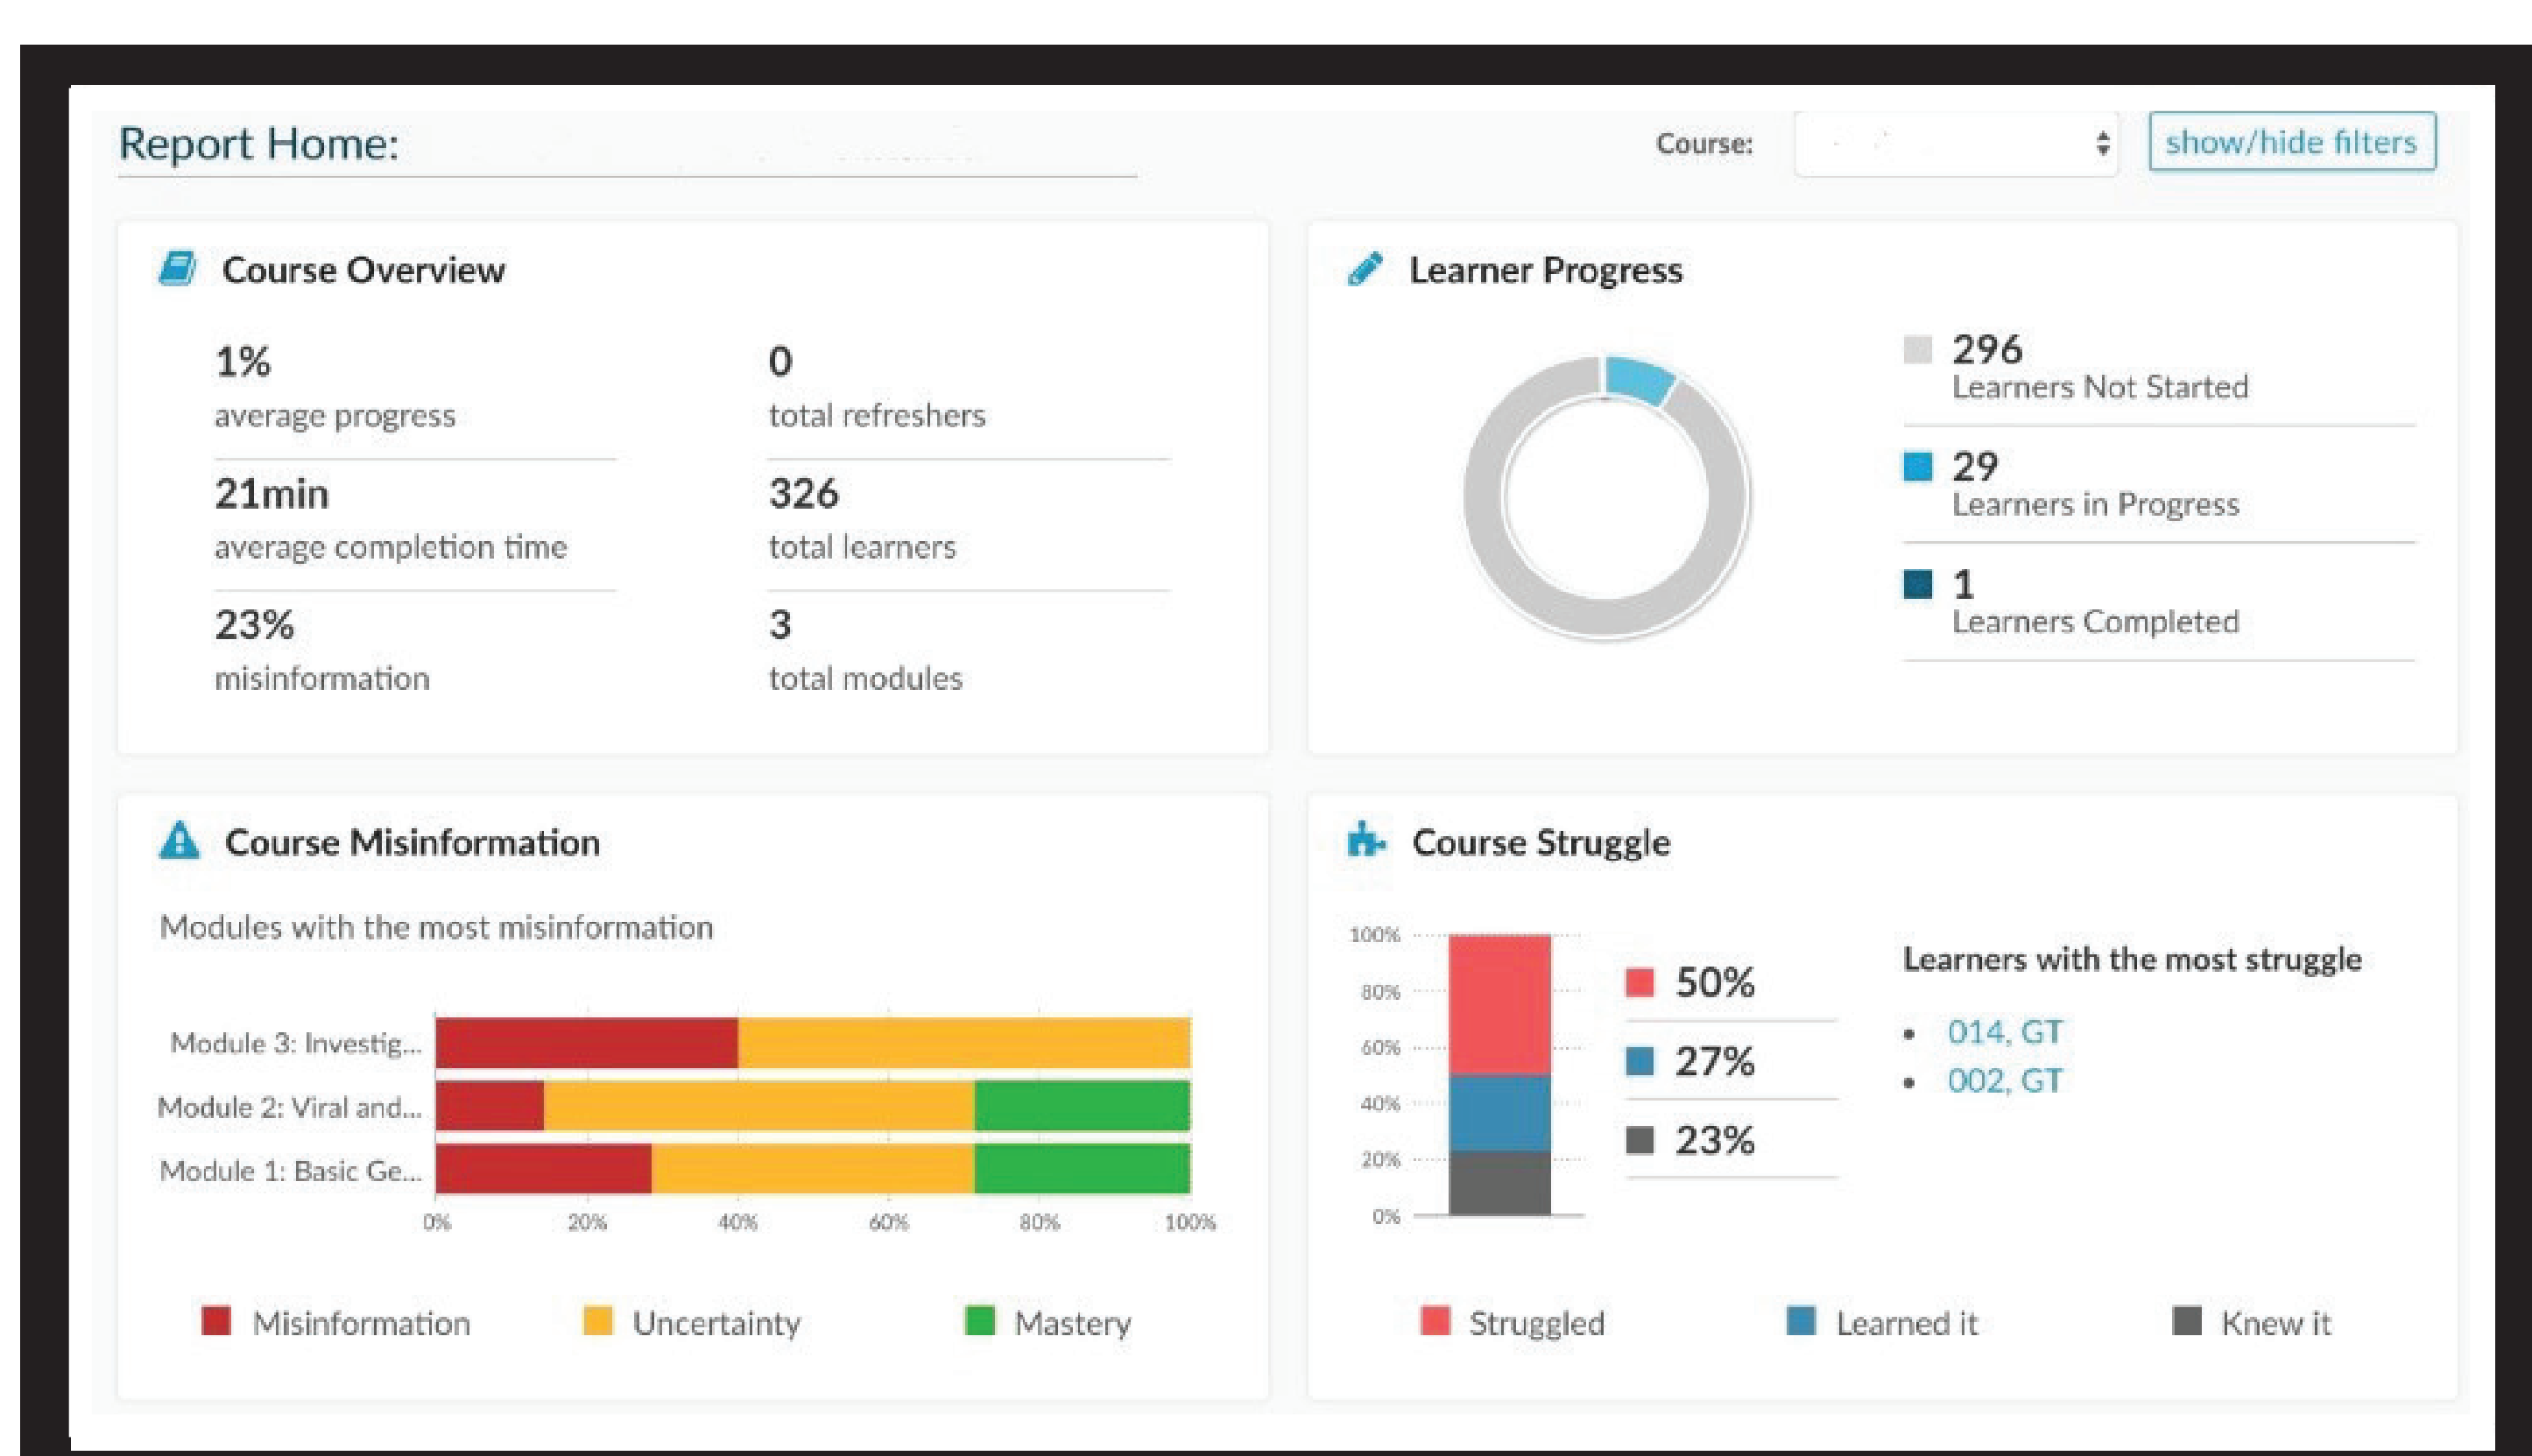 Report Home:
Course:
show/hide filters
Course Overview
1%
average progress
0
total refreshers
21min
average completion time
326
total learners
23%
misinformation
3
total modules
Learner Progress
296
Learners Not Started
29
Learners in Progress
1
Learners Completed
Course Misinformation
Modules with the most misinformation
Module 3: Investig...
Module 2: Viral and...
Module 1: Basic Ge...
0% 20% 40% 60% 80% 100%
Misinformation Uncertainty Mastery
Course Struggle
100%
80%
60%
40%
20%
0%
50%
27%
23%
Learners with the most struggle
• 014, GT
• 002, GT
Struggled Learned it Knew it